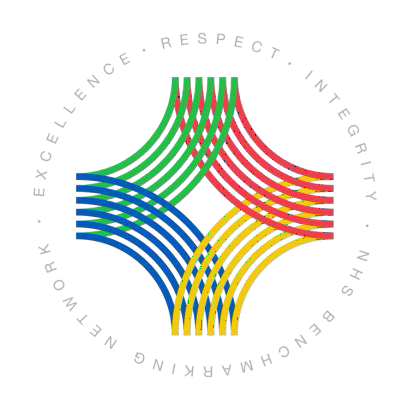 EXCELLENCE · RESPECT · INTEGRITY · NHS BENCHMARKING NETWORK ·